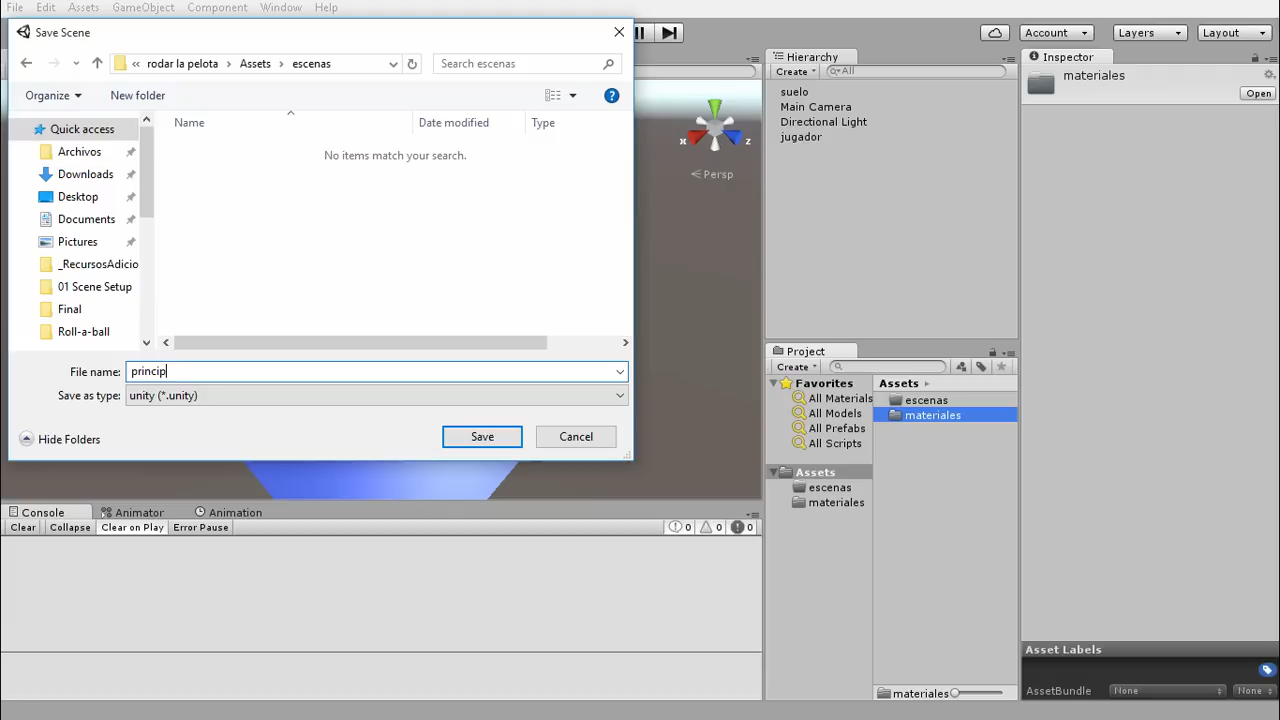 File Edit Assets GameObject Component Window Help
Save Scene
Account Layers Layout
« rodar la pelota Assets escenas Search escenas
Organize New folder
Quick access
Archivos
Downloads
Desktop
Documents
Pictures
_RecursosAdicio
01 Scene Setup
Final
Roll-a-ball
Name Date modified Type
No items match your search.
File name: princip
Save as type: unity (*.unity)
Hide Folders Save Cancel
x z
Persp
Hierarchy
Create All
suelo
Main Camera
Directional Light
jugador
Inspector
materiales
Open
Project
Create
Favorites
All Materials
All Models
All Prefabs
All Scripts
Assets
escenas
materiales
Assets
escenas
materiales
materiales
Console Animator Animation
Clear Collapse Clear on Play Error Pause 0 0 0
Asset Labels
AssetBundle None None